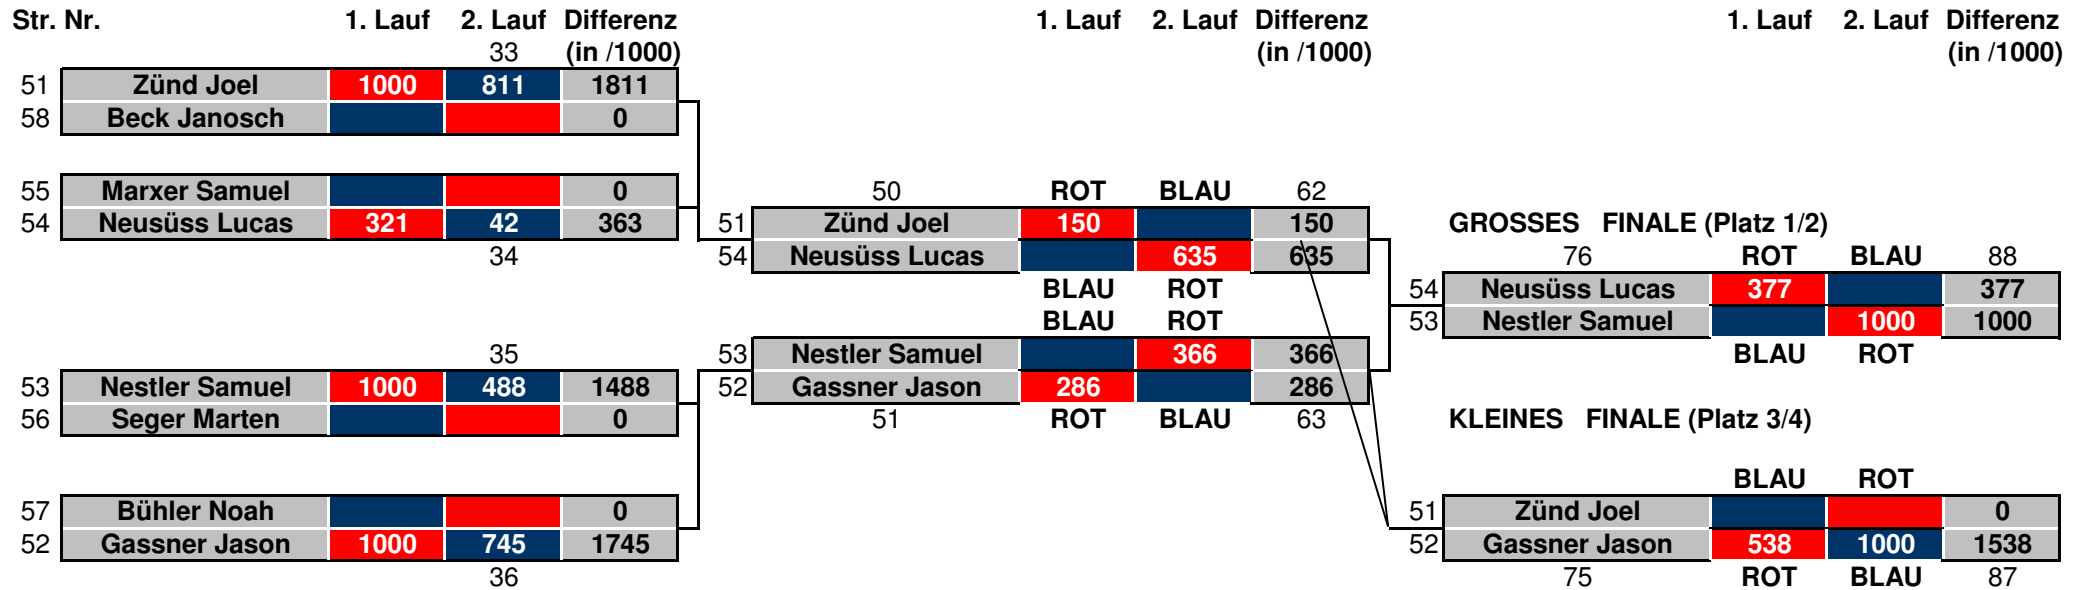 Str. Nr. 1. Lauf 2. Lauf Differenz 1. Lauf 2. Lauf Differenz 1. Lauf 2. Lauf Differenz
33 (in /1000) (in /1000) (in /1000)
51 Zünd Joel 1000 811 1811
58 Beck Janosch 0
55 Marxer Samuel 0 50 ROT BLAU 62
54 Neusüss Lucas 321 42 363 51 Zünd Joel 150 150 GROSSES FINALE (Platz 1/2)
34 54 Neusüss Lucas 635 635 76 ROT BLAU 88
BLAU ROT 54 Neusüss Lucas 377 377
BLAU ROT 53 Nestler Samuel 1000 1000
35 53 Nestler Samuel 366 366 BLAU ROT
53 Nestler Samuel 1000 488 1488 52 Gassner Jason 286 286
56 Seger Marten 0 51 ROT BLAU 63 KLEINES FINALE (Platz 3/4)
BLAU ROT
57 Bühler Noah 0 51 Zünd Joel 0
52 Gassner Jason 1000 745 1745 52 Gassner Jason 538 1000 1538
36 75 ROT BLAU 87